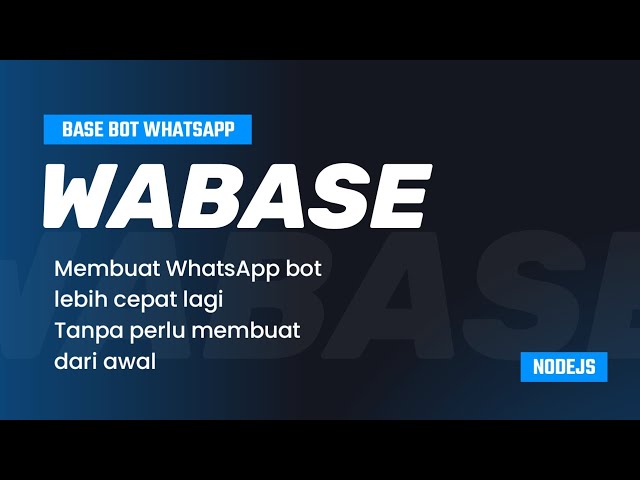 BASE BOT WHATSAPP
WABASE
WABASE
Membuat WhatsApp bot
lebih cepat lagi
Tanpa perlu membuat
dari awal
NODEJS